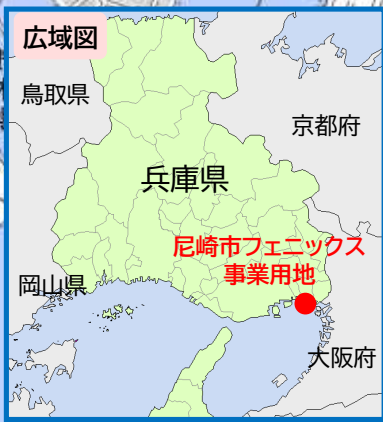 広域図
鳥取県
京都府
兵庫県
尼崎市フェニックス
事業用地
岡山県
大阪府